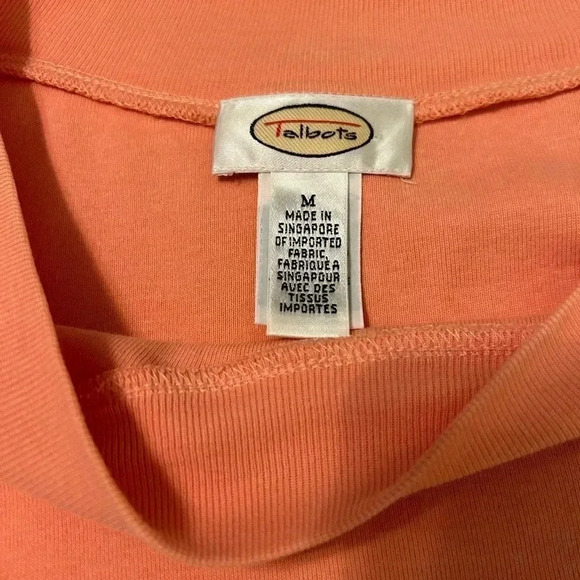 Talbots
M
MADE IN
SINGAPORE
OF IMPORTED
FABRIC,
FABRIQUE A
SINGAPOUR
AVEC DES
TISSUS
IMPORTES